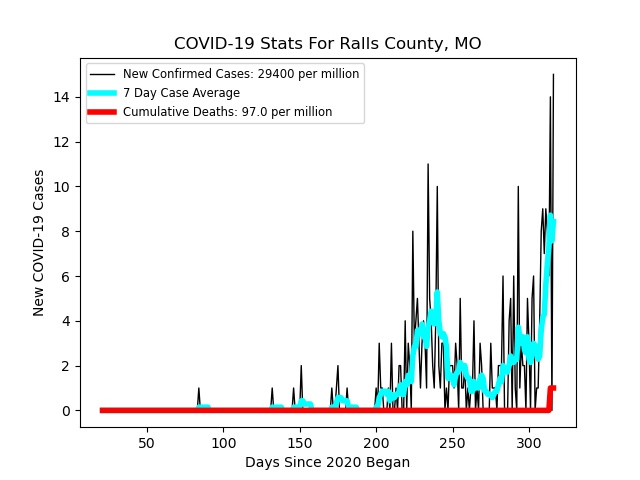 COVID-19 Stats For Ralls County, MO
New Confirmed Cases: 29400 per million
7 Day Case Average
Cumulative Deaths: 97.0 per million
New COVID-19 Cases
14
12
10
8
6
4
2
0
50 100 150 200 250 300
Days Since 2020 Began